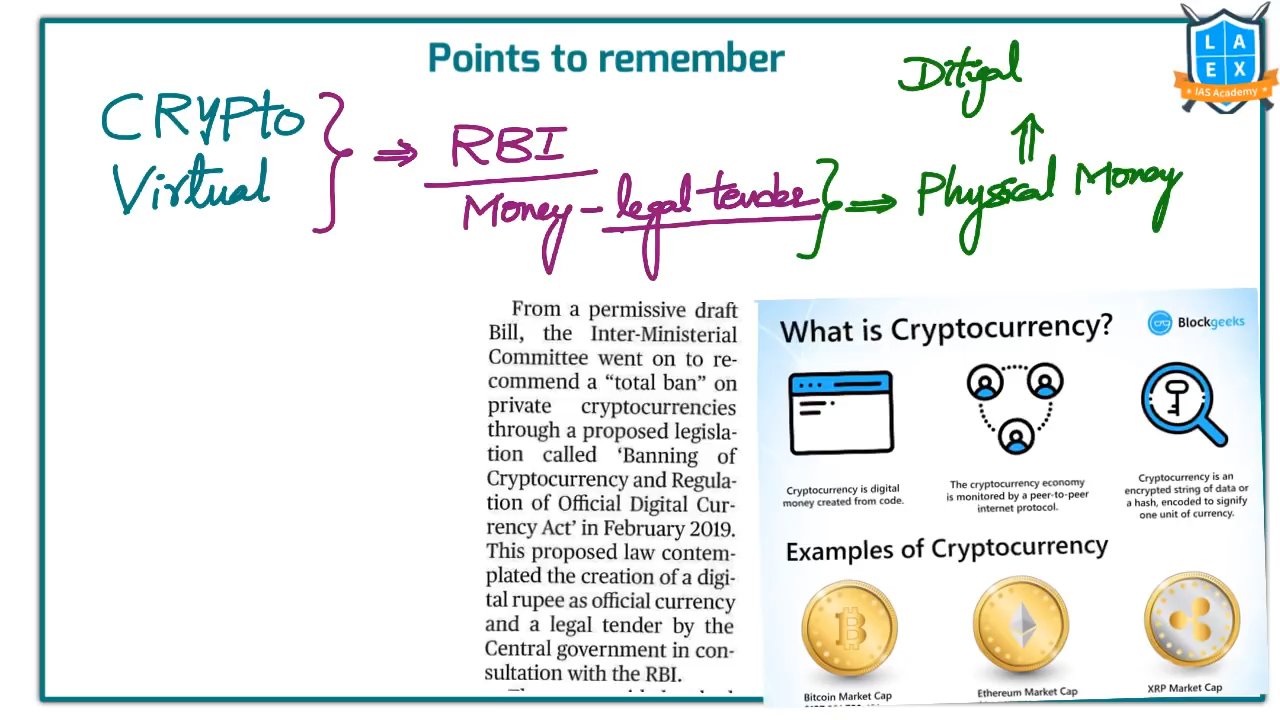 Points to remember
L A
E X
IAS Academy
CRYPto
Virtual
RBI
Money - legal tender
Physical Money
Ditigal
From a permissive draft
Bill, the Inter-Ministerial
Committee went on to re-
commend a “total ban” on
private cryptocurrencies
through a proposed legisla-
tion called ‘Banning of
Cryptocurrency and Regula-
tion of Official Digital Cur-
rency Act’ in February 2019.
This proposed law contem-
plated the creation of a digi-
tal rupee as official currency
and a legal tender by the
Central government in con-
sultation with the RBI.
What is Cryptocurrency?
Blockgeeks
Cryptocurrency is digital
money created from code.
The cryptocurrency economy
is monitored by a peer-to-peer
internet protocol.
Cryptocurrency is an
encrypted string of data or
a hash, encoded to signify
one unit of currency.
Examples of Cryptocurrency
Bitcoin Market Cap
Ethereum Market Cap
XRP Market Cap